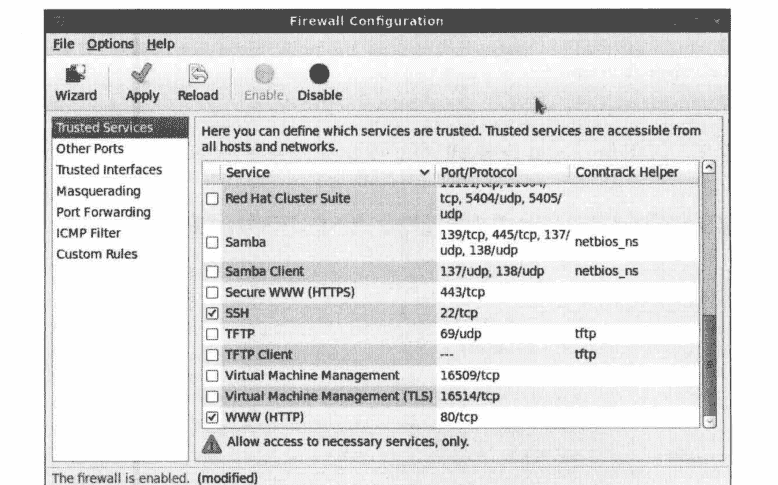 Firewall Configuration
File Options Help
Wizard Apply Reload Enable Disable
Trusted Services
Other Ports
Trusted Interfaces
Masquerading
Port Forwarding
ICMP Filter
Custom Rules
Here you can define which services are trusted. Trusted services are accessible from
all hosts and networks.
Service Port/Protocol Conntrack Helper
Red Hat Cluster Suite
tcp, 5404/udp, 5405/
udp
Samba 139/tcp, 445/tcp, 137/
udp, 138/udp netbios_ns
Samba Client 137/udp, 138/udp netbios_ns
Secure WWW (HTTPS) 443/tcp
SSH 22/tcp
TFTP 69/udp tftp
TFTP Client --- tftp
Virtual Machine Management 16509/tcp
Virtual Machine Management (TLS) 16514/tcp
WWW (HTTP) 80/tcp
Allow access to necessary services, only.
The firewall is enabled. (modified)